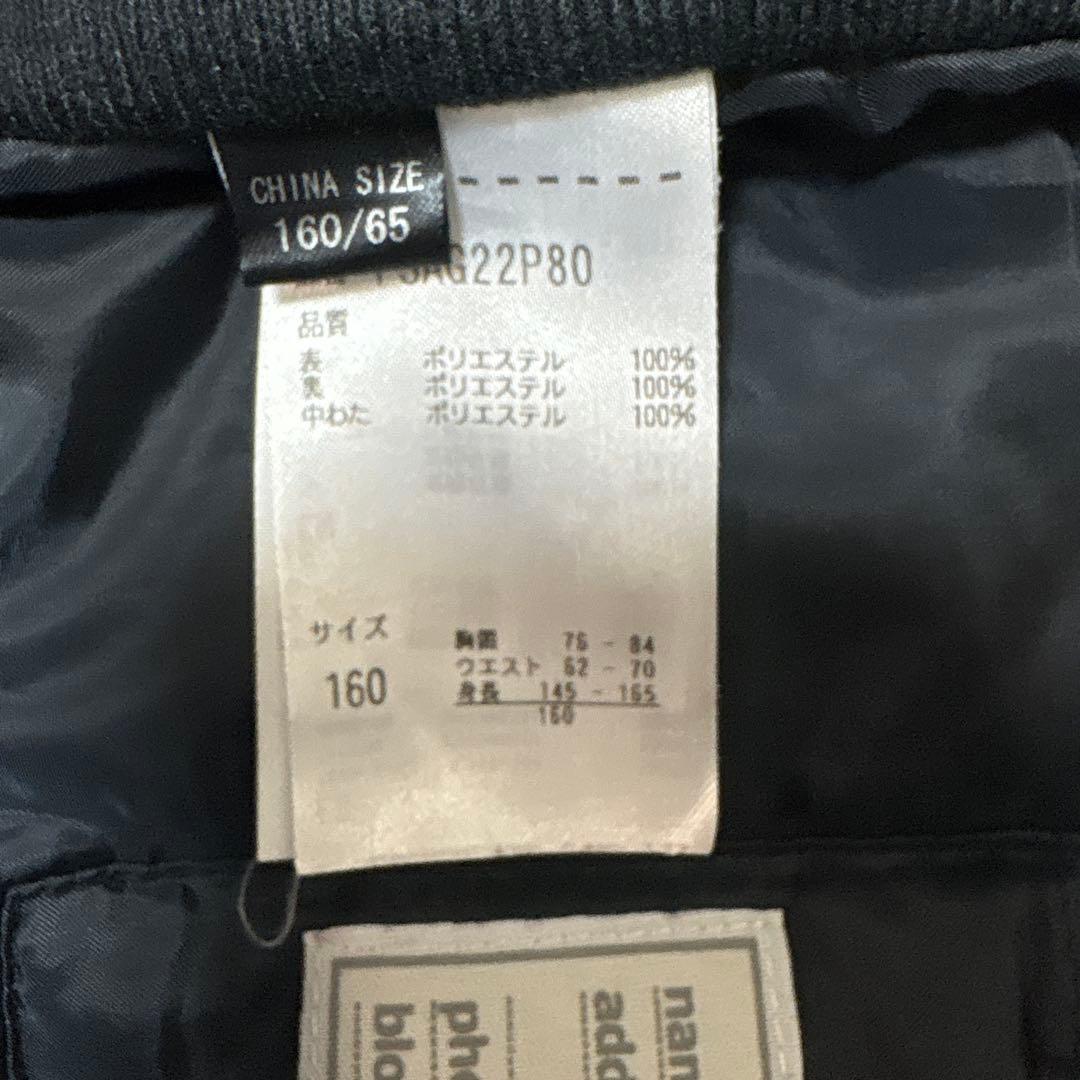 CHINA SIZE
160/65
AG22P80
品質
表 ポリエステル 100%
裏 ポリエステル 100%
中わた ポリエステル 100%
サイズ
160
胸囲 76 - 84
ウエスト 62 - 70
身長 145 - 165
160
nam
add
pho
blo